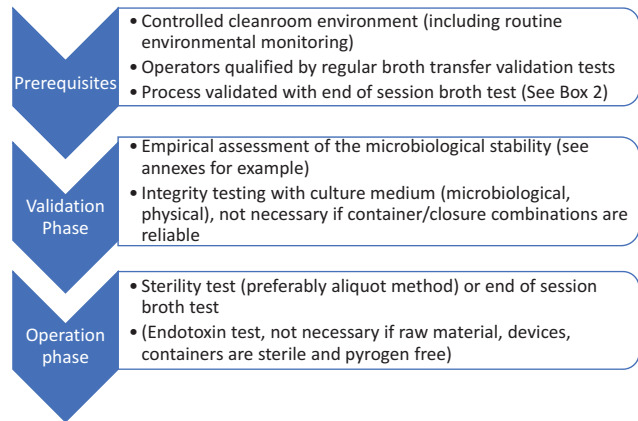 Prerequisites
• Controlled cleanroom environment (including routine
environmental monitoring)
• Operators qualified by regular broth transfer validation tests
• Process validated with end of session broth test (See Box 2)
Validation
Phase
• Empirical assessment of the microbiological stability (see
annexes for example)
• Integrity testing with culture medium (microbiological,
physical), not necessary if container/closure combinations are
reliable
Operation
phase
• Sterility test (preferably aliquot method) or end of session
broth test
• (Endotoxin test, not necessary if raw material, devices,
containers are sterile and pyrogen free)